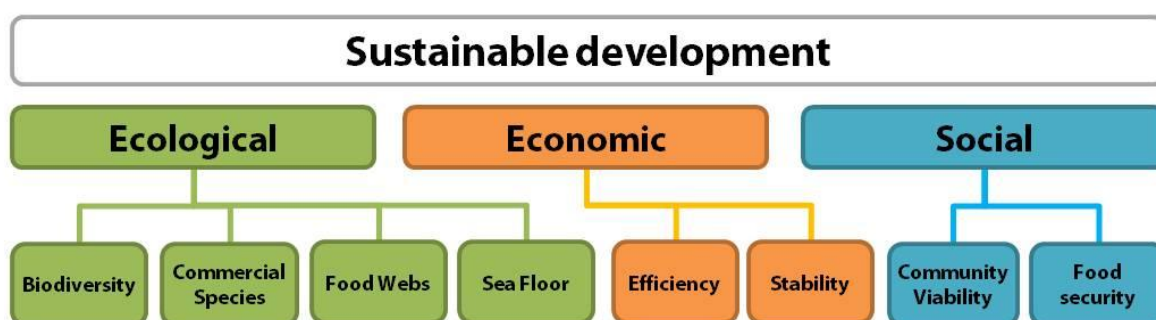 Sustainable development
Ecological
Economic
Social
Biodiversity
Commercial
Species
Food Webs
Sea Floor
Efficiency
Stability
Community
Viability
Food
security